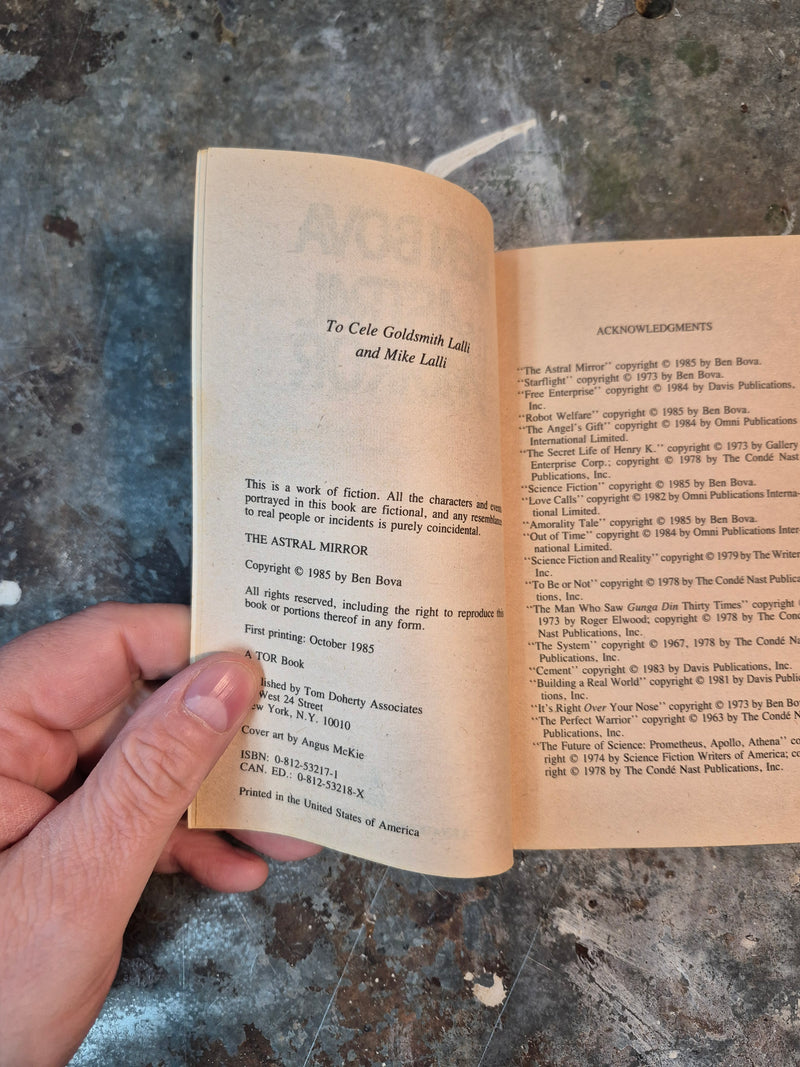 To Cele Goldsmith Lalli
and Mike Lalli
This is a work of fiction. All the characters and
portrayed in this book are fictional, and any
to real people or incidents is purely coincidental.
THE ASTRAL MIRROR
Copyright © 1985 by Ben Bova
All rights reserved, including the right to reproduce this
book or portions thereof in any form.
First printing: October 1985
A TOR Book
by Tom Doherty Associates
West 24 Street
York, N.Y. 10010
Cover art by Angus McKie
ISBN: 0-812-53217-1
CAN. ED.: 0-812-53218-X
Printed in the United States of America
ACKNOWLEDGMENTS
"The Astral Mirror" copyright © 1985 by Ben Bova.
"Starflight" copyright © 1973 by Ben Bova.
"Free Enterprise" copyright © 1984 by Davis Publications,
Inc.
"Robot Welfare" copyright © 1985 by Ben Bova.
"The Angel's Gift" copyright © 1984 by Omni Publications
International Limited.
"The Secret Life of Henry K." copyright © 1973 by Gallery
Enterprise Corp.; copyright © 1978 by The Condé Nast
Publications, Inc.
"Science Fiction" copyright © 1985 by Ben Bova.
"Love Calls" copyright © 1982 by Omni Publications Interna-
tional Limited.
"Amorality Tale" copyright © 1985 by Ben Bova.
"Out of Time" copyright © 1984 by Omni Publications Inter-
national Limited.
"Science Fiction and Reality" copyright © 1979 by The Writer
Inc.
"To Be or Not" copyright © 1978 by The Condé Nast Publica-
tions, Inc.
"The Man Who Saw Gunga Din Thirty Times" copyright
1973 by Roger Elwood; copyright © 1978 by The
Nast Publications, Inc.
"The System" copyright © 1967, 1978 by The Condé
Publications, Inc.
"Cement" copyright © 1983 by Davis Publications, Inc.
"Building a Real World" copyright © 1981 by Davis
tions, Inc.
"It's Right Over Your Nose" copyright © 1973 by Ben
"The Perfect Warrior" copyright © 1963 by The Condé
Publications, Inc.
"The Future of Science: Prometheus, Apollo, Athena"
right © 1974 by Science Fiction Writers of America;
right © 1978 by The Condé Nast Publications, Inc.